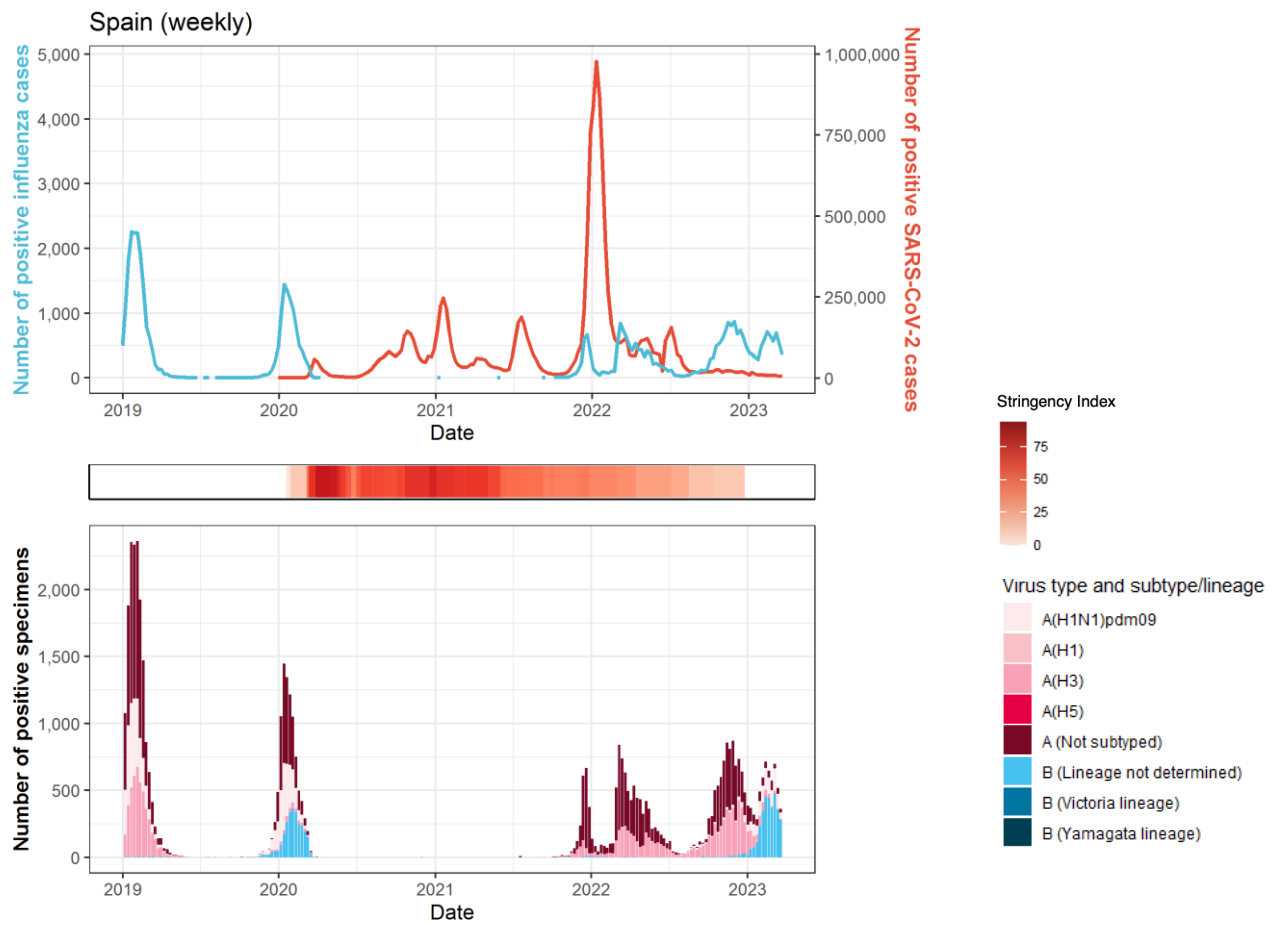 Spain (weekly)
Number of positive influenza cases
5,000
4,000
3,000
2,000
1,000
0
1,000,000
750,000
500,000
250,000
0
Number of positive SARS-CoV-2 cases
2019 2020 2021 2022 2023
Date
Stringency Index
75
50
25
0
Number of positive specimens
2,000
1,500
1,000
500
0
2019 2020 2021 2022 2023
Date
Virus type and subtype/lineage
A(H1N1)pdm09
A(H1)
A(H3)
A(H5)
A (Not subtyped)
B (Lineage not determined)
B (Victoria lineage)
B (Yamagata lineage)